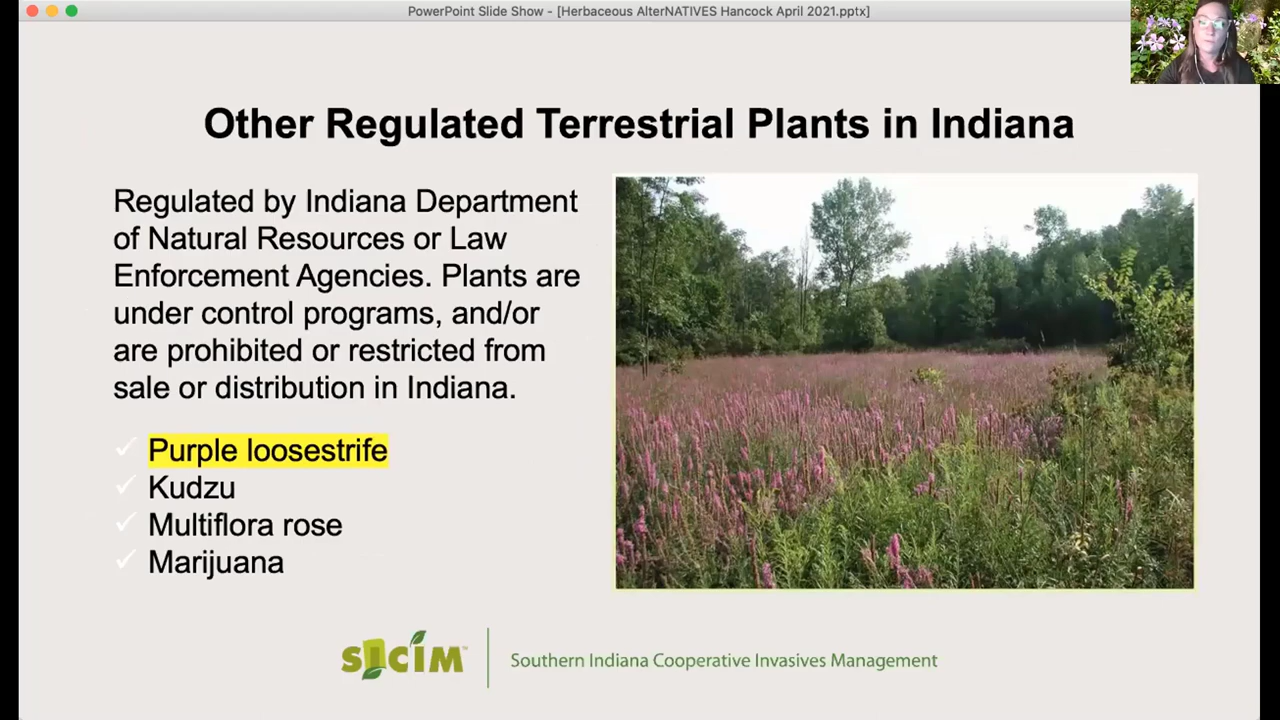 PowerPoint Slide Show - [Herbaceous AlterNATIVES Hancock April 2021.pptx]
Other Regulated Terrestrial Plants in Indiana
Regulated by Indiana Department
of Natural Resources or Law
Enforcement Agencies. Plants are
under control programs, and/or
are prohibited or restricted from
sale or distribution in Indiana.
✓ Purple loosestrife
✓ Kudzu
✓ Multiflora rose
✓ Marijuana
SICIM™
Southern Indiana Cooperative Invasives Management